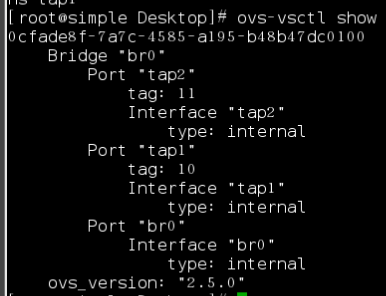 ns tap1
[root@simple Desktop]# ovs-vsctl show
0cfade8f-7a7c-4585-a195-b48b47dc0100
    Bridge "br0"
        Port "tap2"
            tag: 11
            Interface "tap2"
                type: internal
        Port "tap1"
            tag: 10
            Interface "tap1"
                type: internal
        Port "br0"
            Interface "br0"
                type: internal
    ovs_version: "2.5.0"